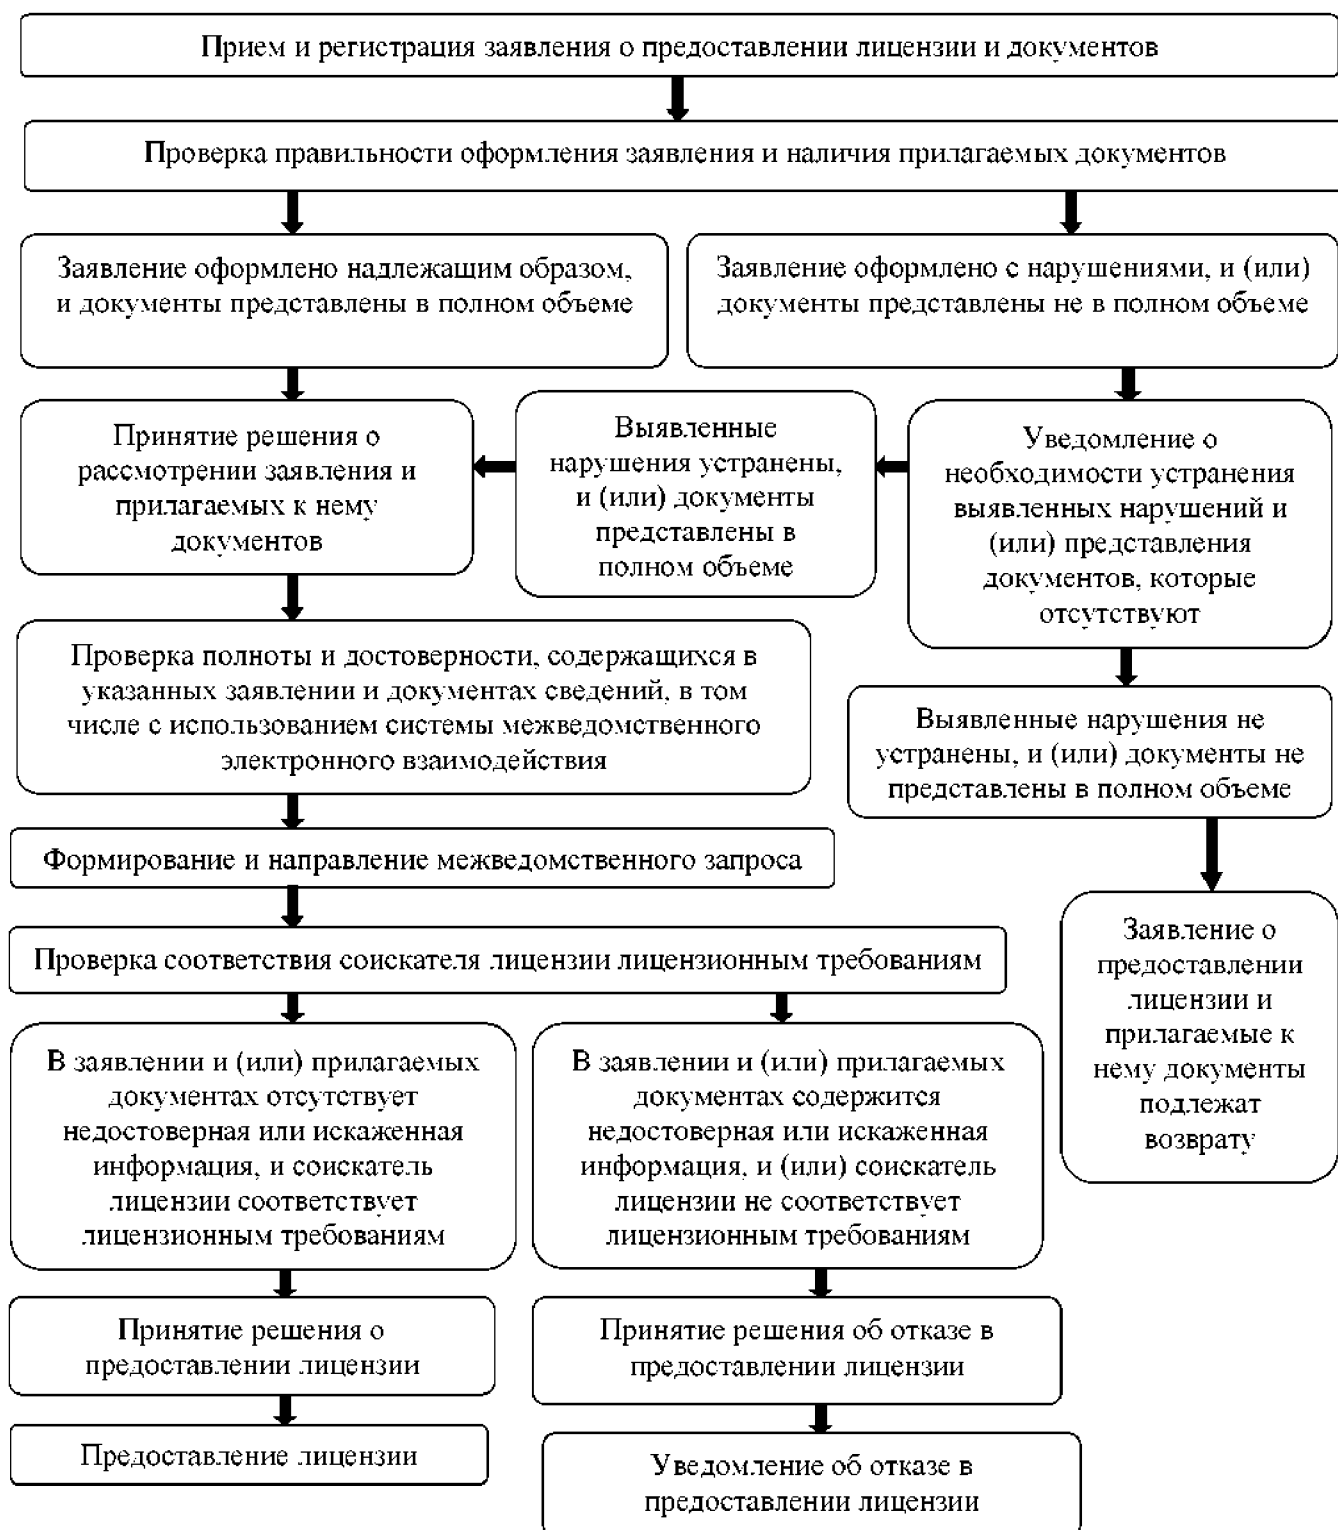 Прием и регистрация заявления о предоставлении лицензии и документов
Проверка правильности оформления заявления и наличия прилагаемых документов
Заявление оформлено надлежащим образом,
и документы представлены в полном объеме
Заявление оформлено с нарушениями, и (или)
документы представлены не в полном объеме
Принятие решения о
рассмотрении заявления и
прилагаемых к нему
документов
Выявленные
нарушения устранены,
и (или) документы
представлены в
полном объеме
Уведомление о
необходимости устранения
выявленных нарушений и
(или) представления
документов, которые
отсутствуют
Проверка полноты и достоверности, содержащихся в
указанных заявлении и документах сведений, в том
числе с использованием системы межведомственного
электронного взаимодействия
Выявленные нарушения не
устранены, и (или) документы не
представлены в полном объеме
Формирование и направление межведомственного запроса
Заявление о
предоставлении
лицензии и
прилагаемые к
нему документы
подлежат
возврату
Проверка соответствия соискателя лицензии лицензионным требованиям
В заявлении и (или) прилагаемых
документах отсутствует
недостоверная или искаженная
информация, и соискатель
лицензии соответствует
лицензионным требованиям
В заявлении и (или) прилагаемых
документах содержится
недостоверная или искаженная
информация, и (или) соискатель
лицензии не соответствует
лицензионным требованиям
Принятие решения о
предоставлении лицензии
Принятие решения об отказе в
предоставлении лицензии
Предоставление лицензии
Уведомление об отказе в
предоставлении лицензии